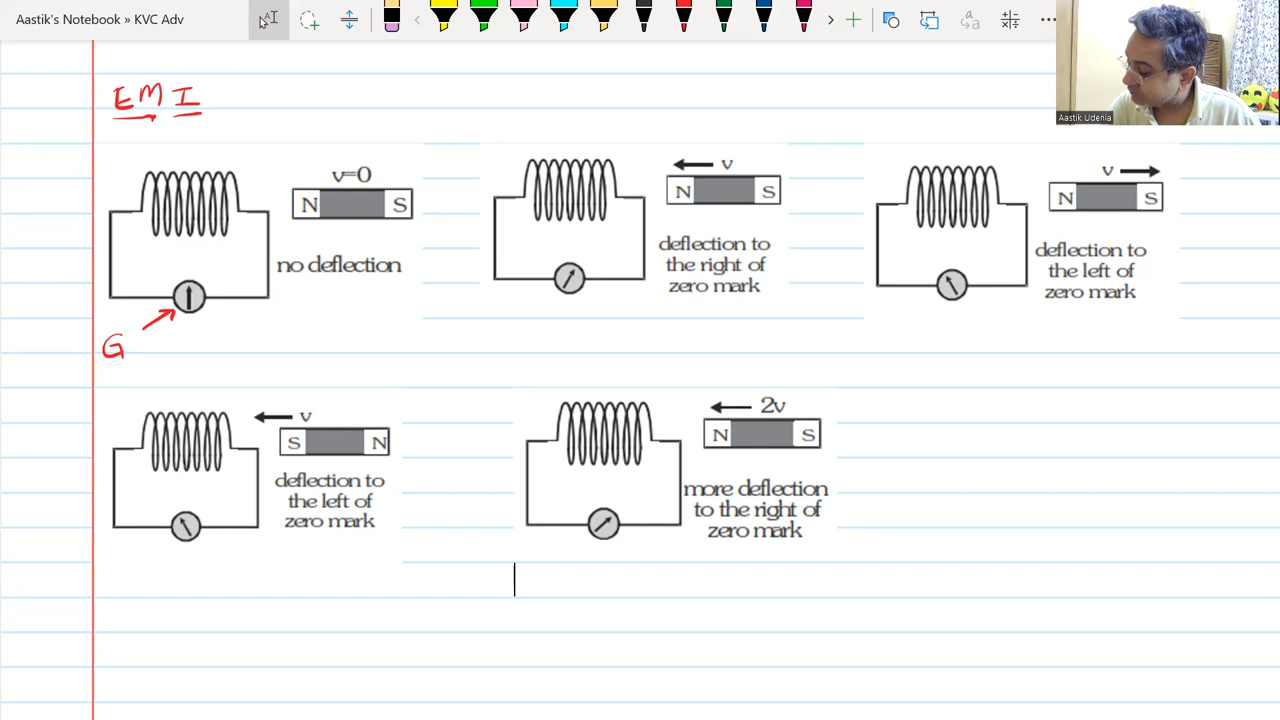 Aastik's Notebook » KVC Adv
Aastik Udenia
EMI
v=0
N S
no deflection
G
v
N S
deflection to
the right of
zero mark
v
N S
deflection to
the left of
zero mark
v
S N
deflection to
the left of
zero mark
2v
N S
more deflection
to the right of
zero mark